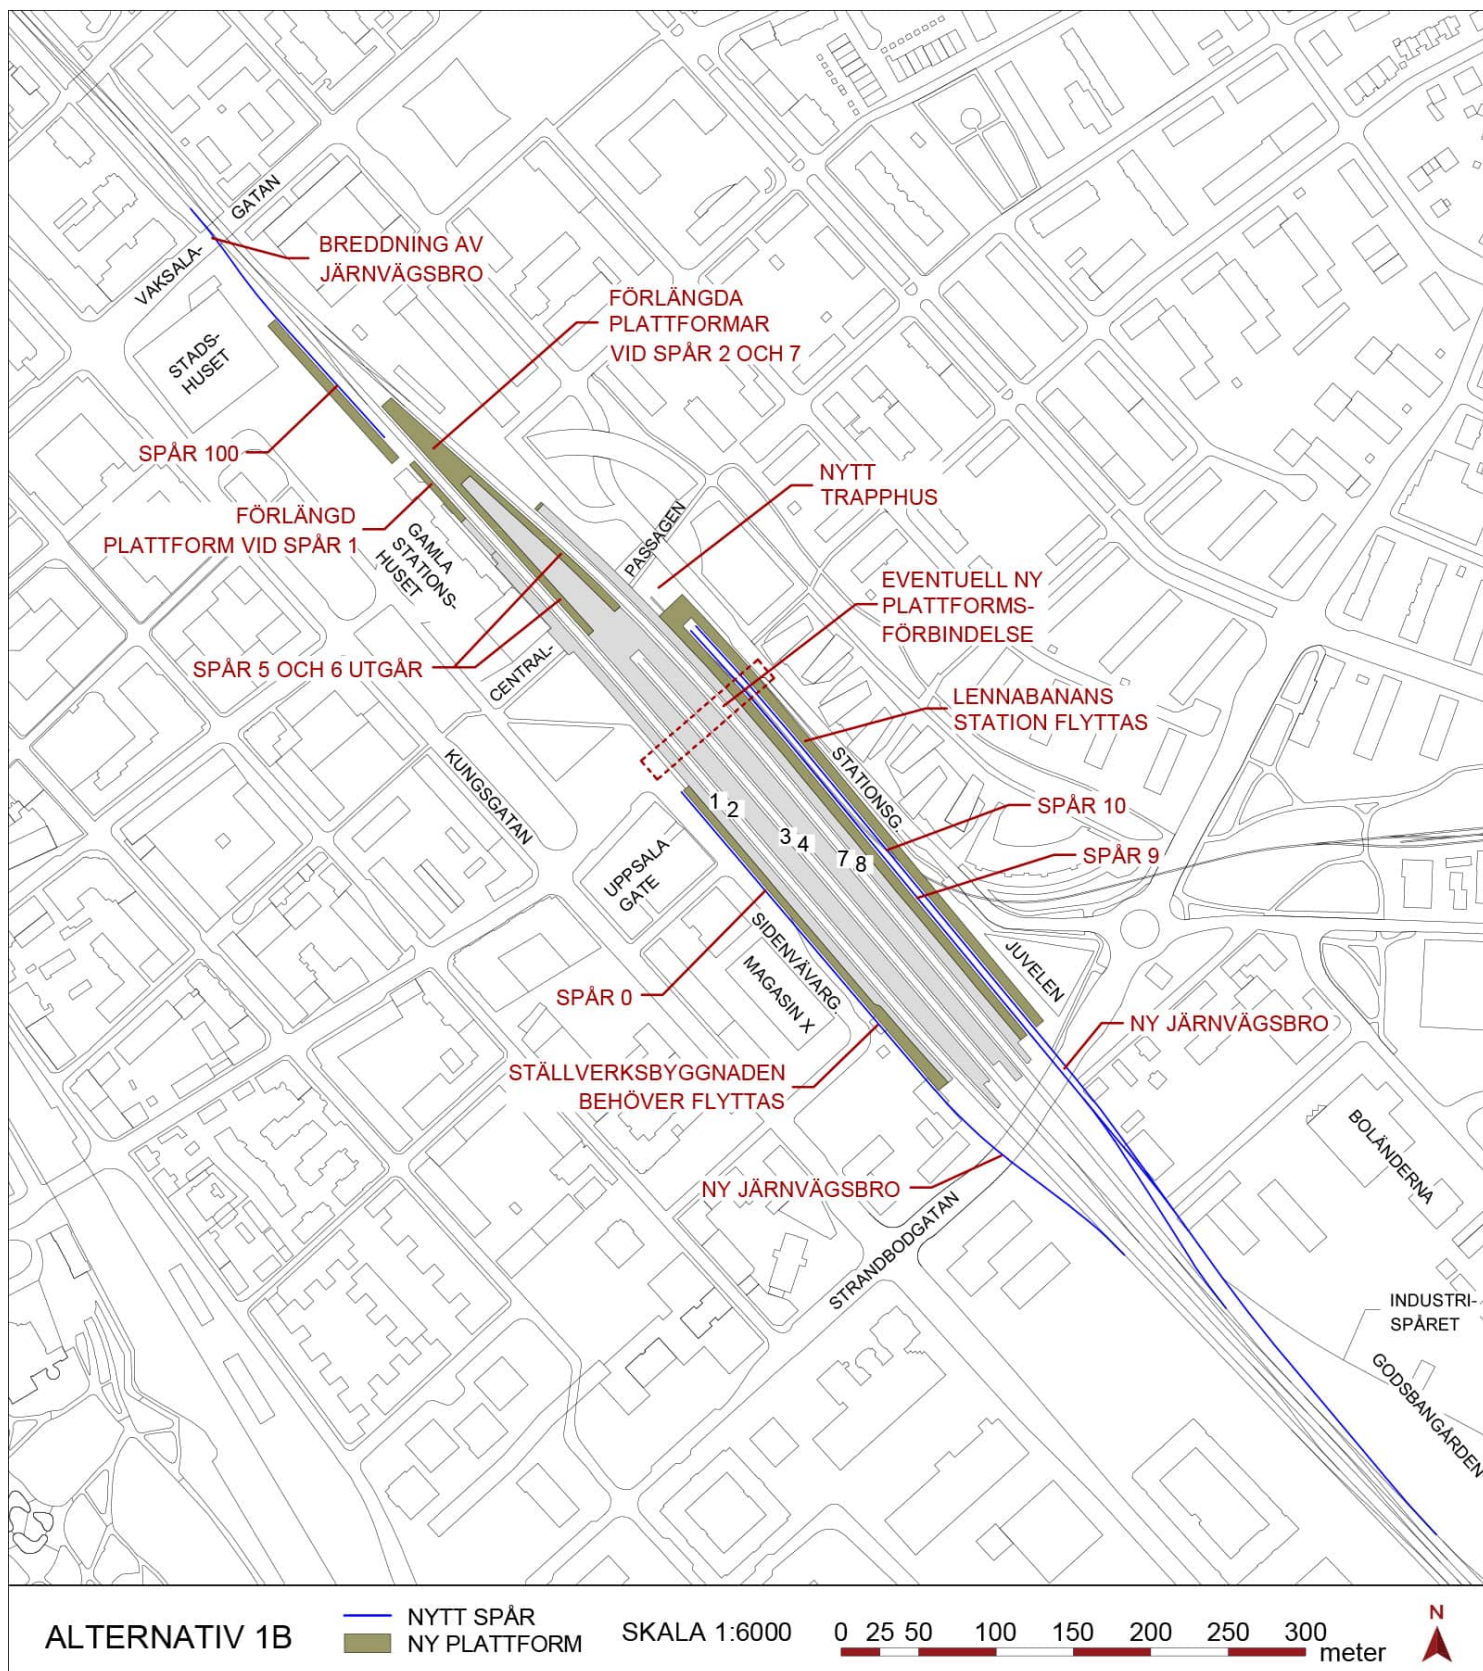 GATAN
VAKSALA-
BREDDNING AV
JÄRNVÄGSBRO
STADS-
HUSET
FÖRLÄNGDA
PLATTFORMAR
VID SPÅR 2 OCH 7
SPÅR 100
FÖRLÄNGD
PLATTFORM VID SPÅR 1
GAMLA
STATIONS-
HUSET
NYTT
TRAPPHUS
PASSAGEN
EVENTUELL NY
PLATTFORMS-
FÖRBINDELSE
SPÅR 5 OCH 6 UTGÅR
CENTRAL-
LENNABANANS
STATION FLYTTAS
KUNGSGATAN
STATIONSG.
1 2
3 4
7 8
SPÅR 10
SPÅR 9
UPPSALA
GATE
SIDENVÄVARG.
MAGASIN X
SPÅR 0
JUVELEN
NY JÄRNVÄGSBRO
STÄLLVERKSBYGGNADEN
BEHÖVER FLYTTAS
BOLÄNDERNA
NY JÄRNVÄGSBRO
STRANDBODGATAN
INDUSTRI-
SPÅRET
GODSBANGÅRDEN
ALTERNATIV 1B
NYTT SPÅR
NY PLATTFORM
SKALA 1:6000
0 25 50 100 150 200 250 300
meter
N